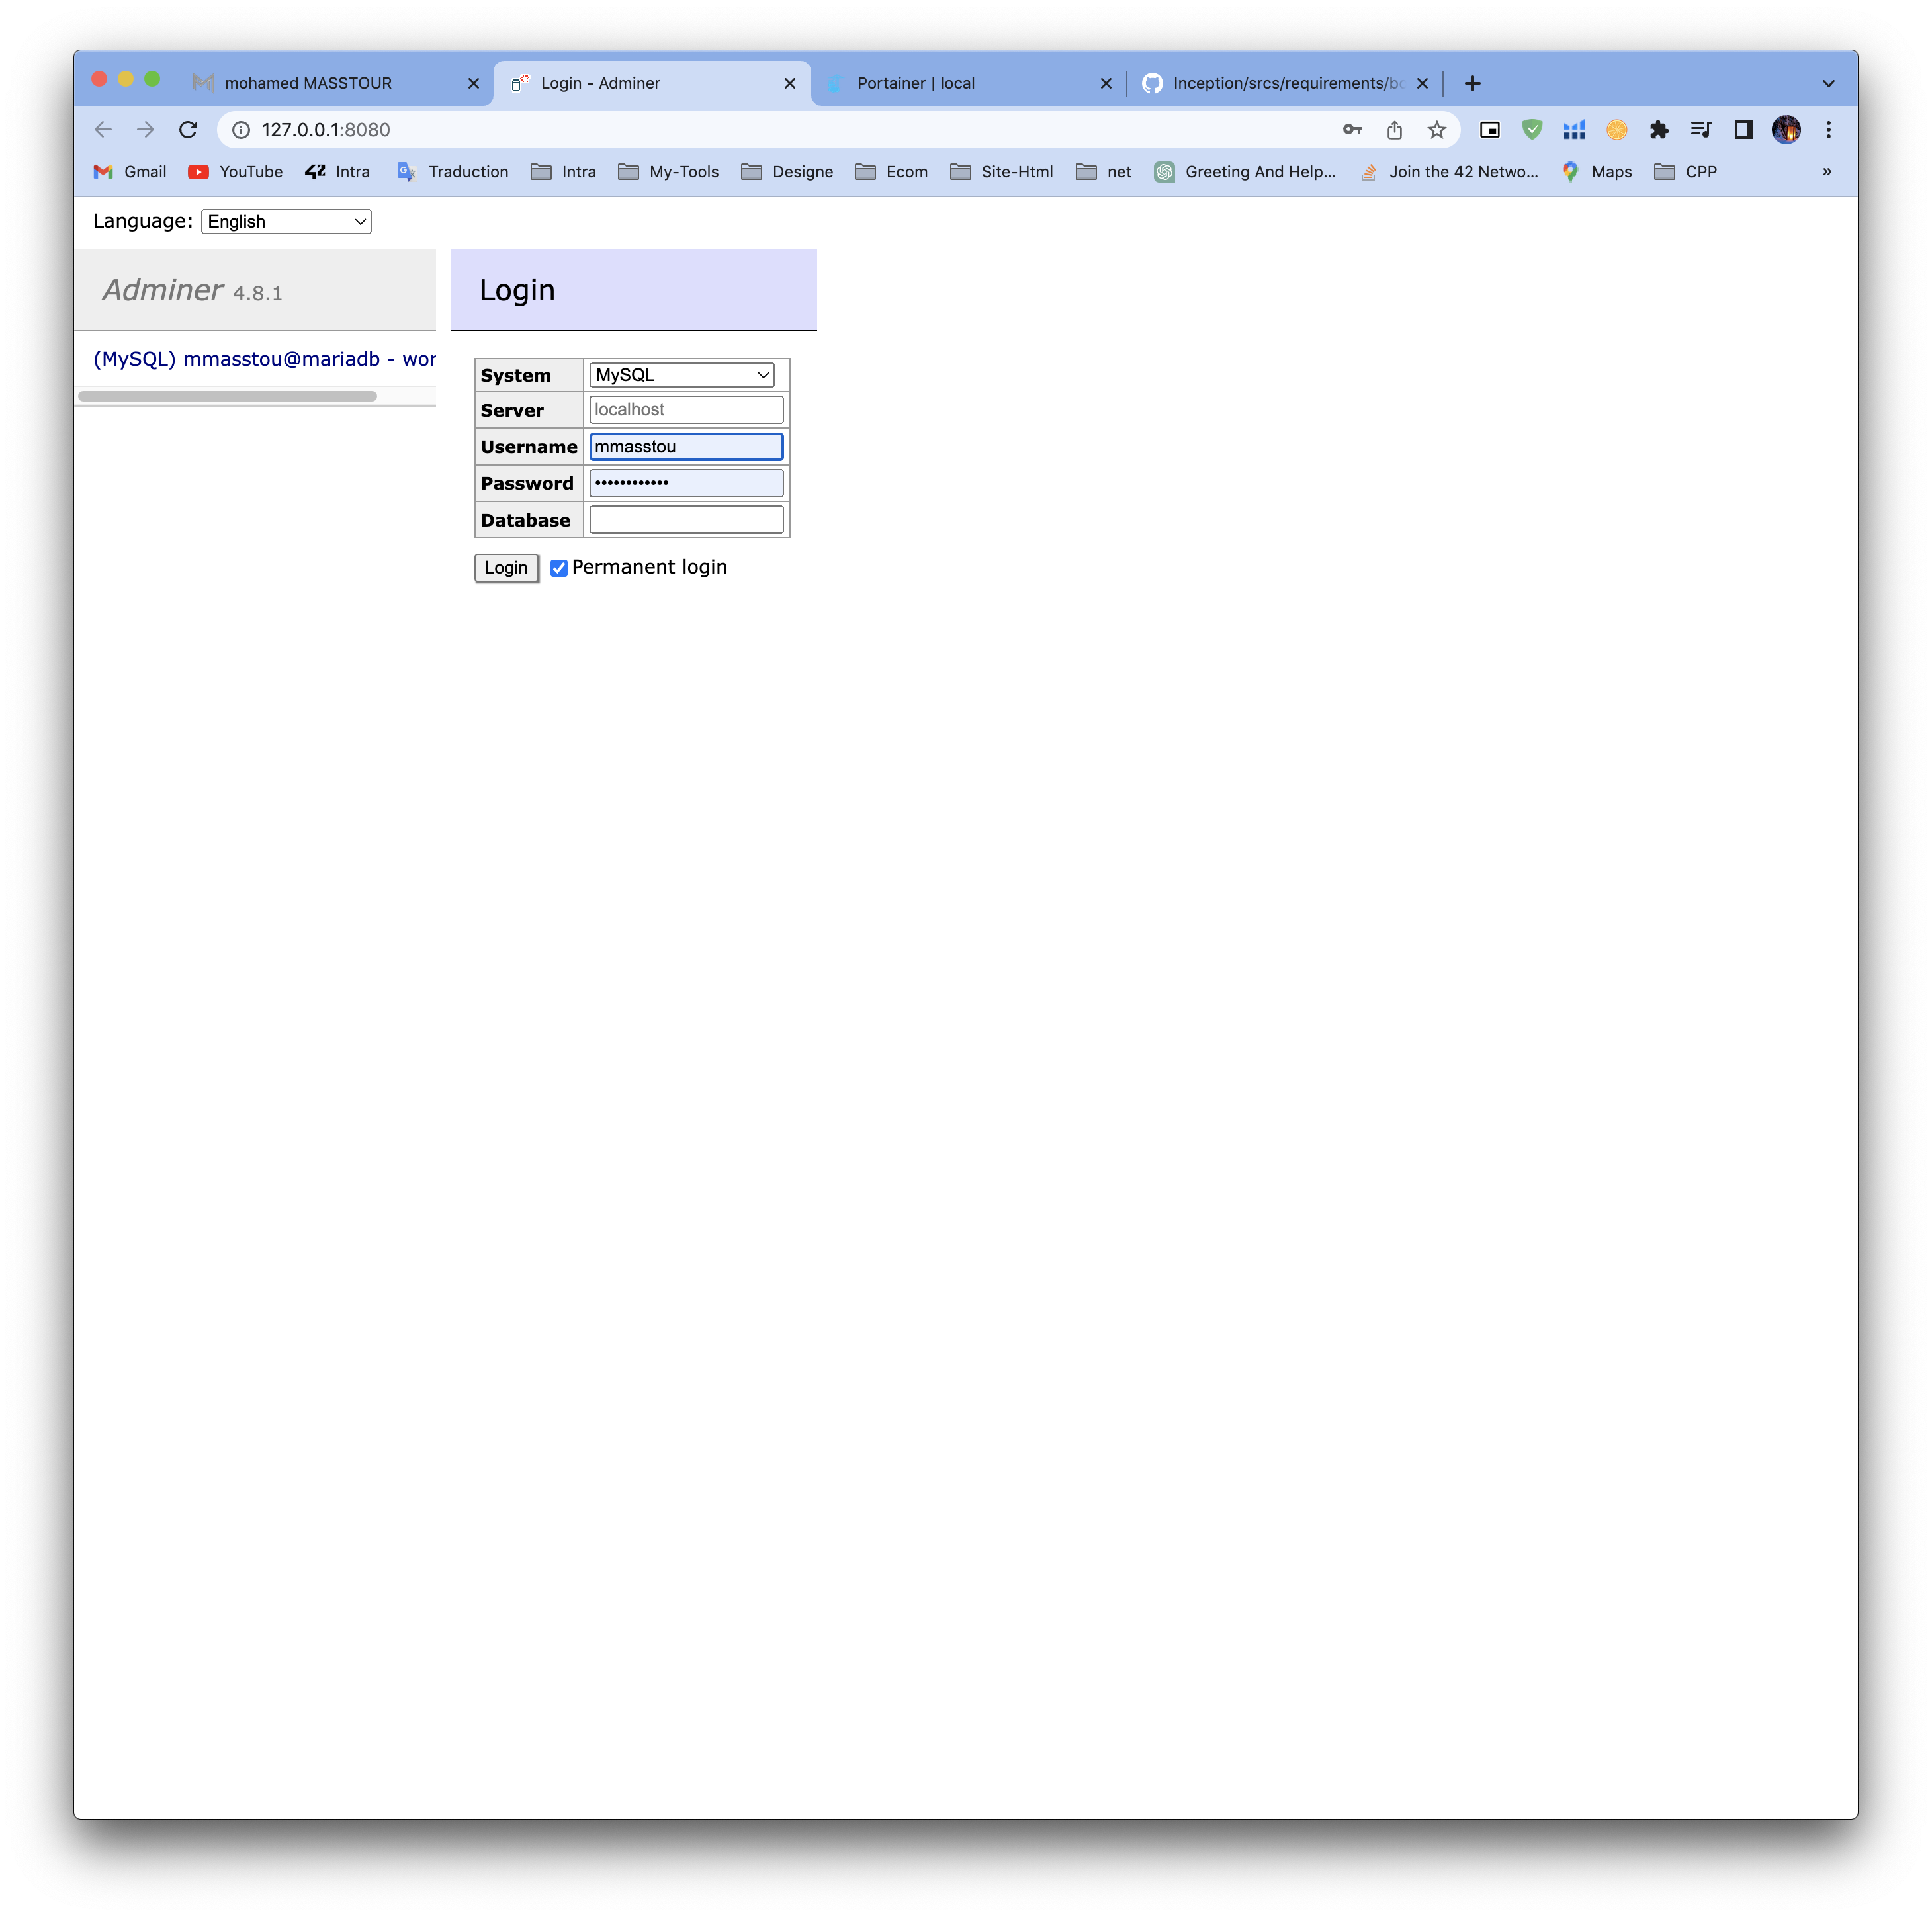 mohamed MASSTOUR
Login - Adminer
Portainer | local
Inception/srcs/requirements/bo
127.0.0.1:8080
Gmail YouTube 42 Intra Traduction Intra My-Tools Designe Ecom Site-Html net Greeting And Help... Join the 42 Netwo... Maps CPP »
Language: English
Adminer 4.8.1
Login
(MySQL) mmasstou@mariadb - wor
System MySQL
Server localhost
Username mmasstou
Password ••••••••••••
Database
Login Permanent login